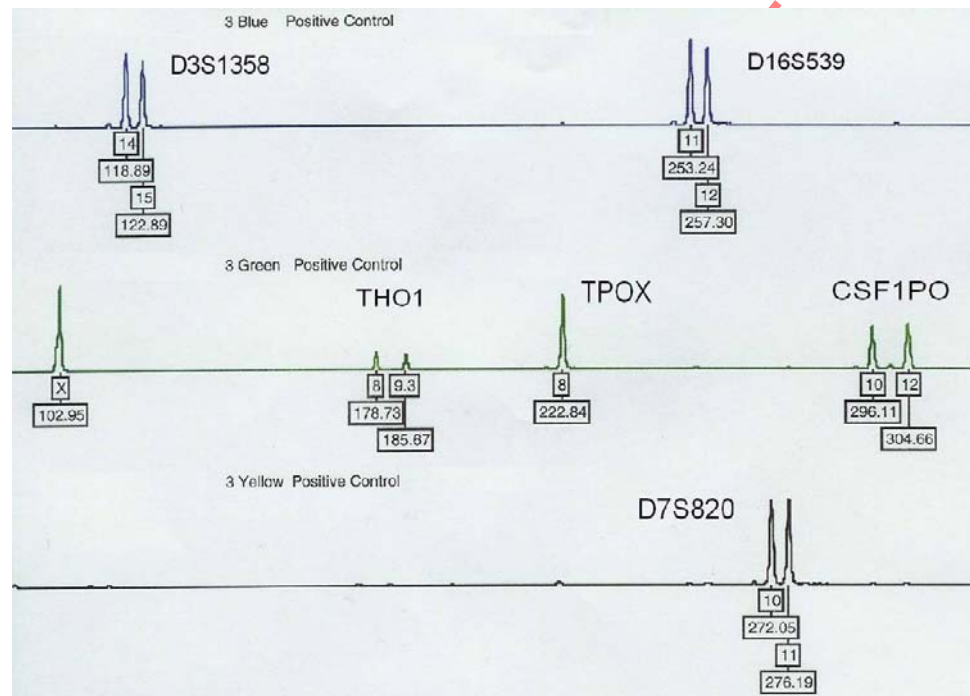 3 Blue Positive Control
D3S1358 D16S539
14 11
118.89 253.24
15 12
122.89 257.30
3 Green Positive Control
THO1 TPOX CSF1PO
X 8 9.3 8 10 12
102.95 178.73 222.84 296.11
185.67 304.66
3 Yellow Positive Control
D7S820
10
272.05
11
276.19